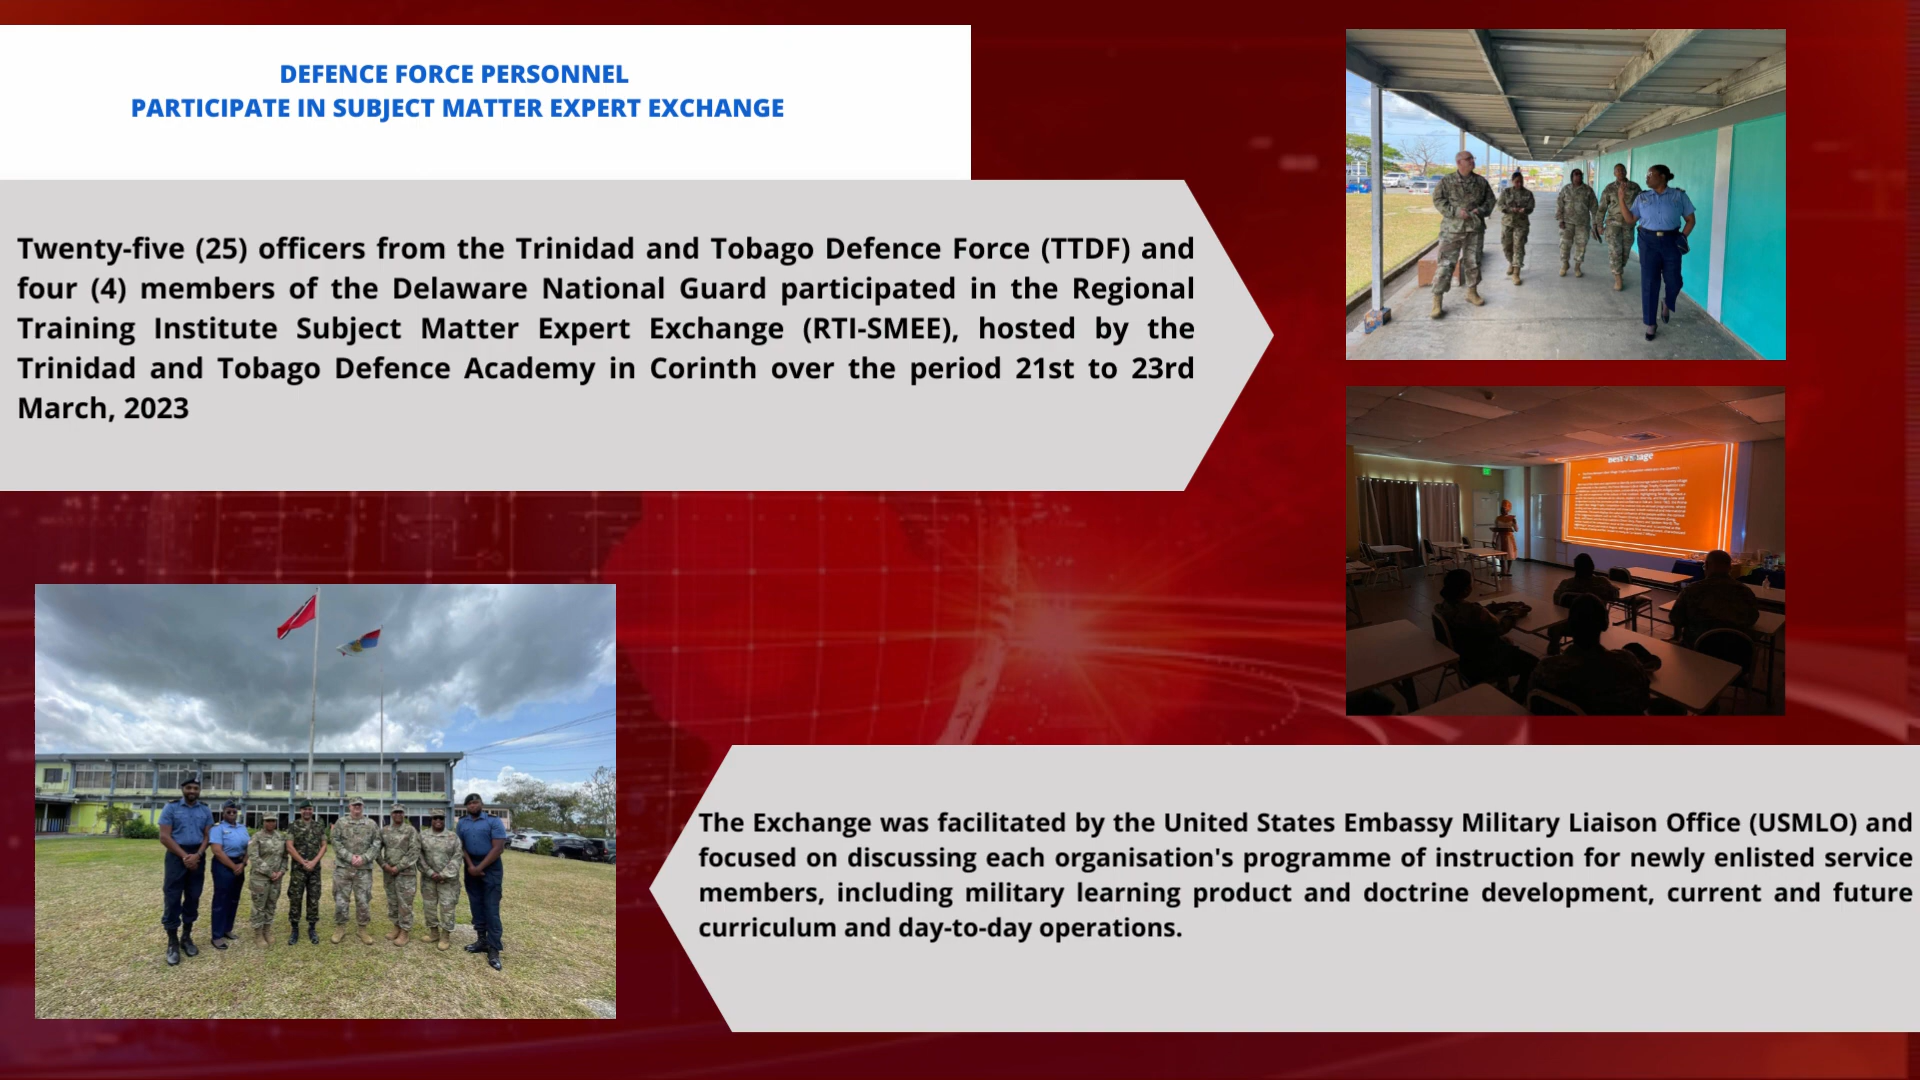 DEFENCE FORCE PERSONNEL
PARTICIPATE IN SUBJECT MATTER EXPERT EXCHANGE
Twenty-five (25) officers from the Trinidad and Tobago Defence Force (TTDF) and
four (4) members of the Delaware National Guard participated in the Regional
Training Institute Subject Matter Expert Exchange (RTI-SMEE), hosted by the
Trinidad and Tobago Defence Academy in Corinth over the period 21st to 23rd
March, 2023
The Exchange was facilitated by the United States Embassy Military Liaison Office (USMLO) and
focused on discussing each organisation's programme of instruction for newly enlisted service
members, including military learning product and doctrine development, current and future
curriculum and day-to-day operations.